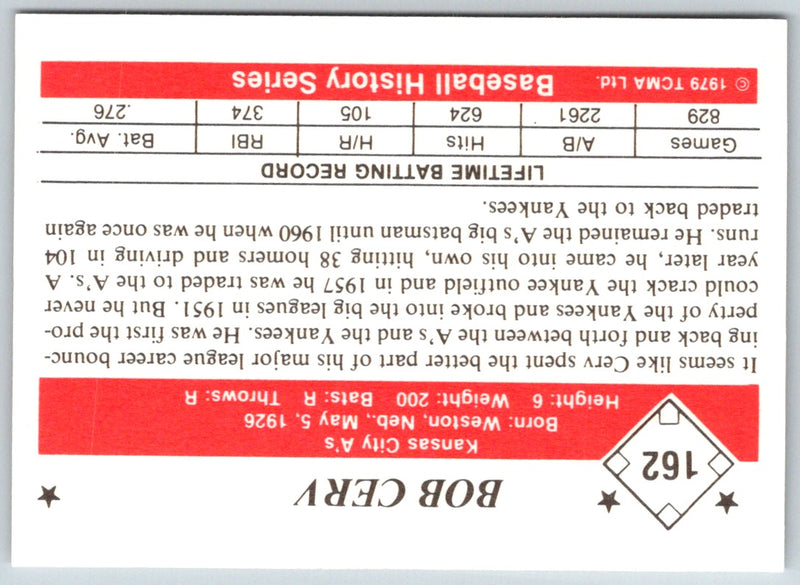 BOB CERV
162
Kansas City A's
Born: Weston, Neb., May 5, 1926
Height: 6 Weight: 200 Bats: R Throws: R
It seems like Cerv spent the better part of his major league career bounc-
ing back and forth between the A's and the Yankees. He was first the pro-
perty of the Yankees and broke into the big leagues in 1951. But he never
could crack the Yankee outfield and in 1957 he was traded to the A's. A
year later, he came into his own, hitting 38 homers and driving in 104
runs. He remained the A's big batsman until 1960 when he was once again
traded back to the Yankees.
LIFETIME BATTING RECORD
Games A/B Hits H/R RBI Bat. Avg.
829 2261 624 105 374 .276
© 1979 TCMA Ltd. Baseball History Series